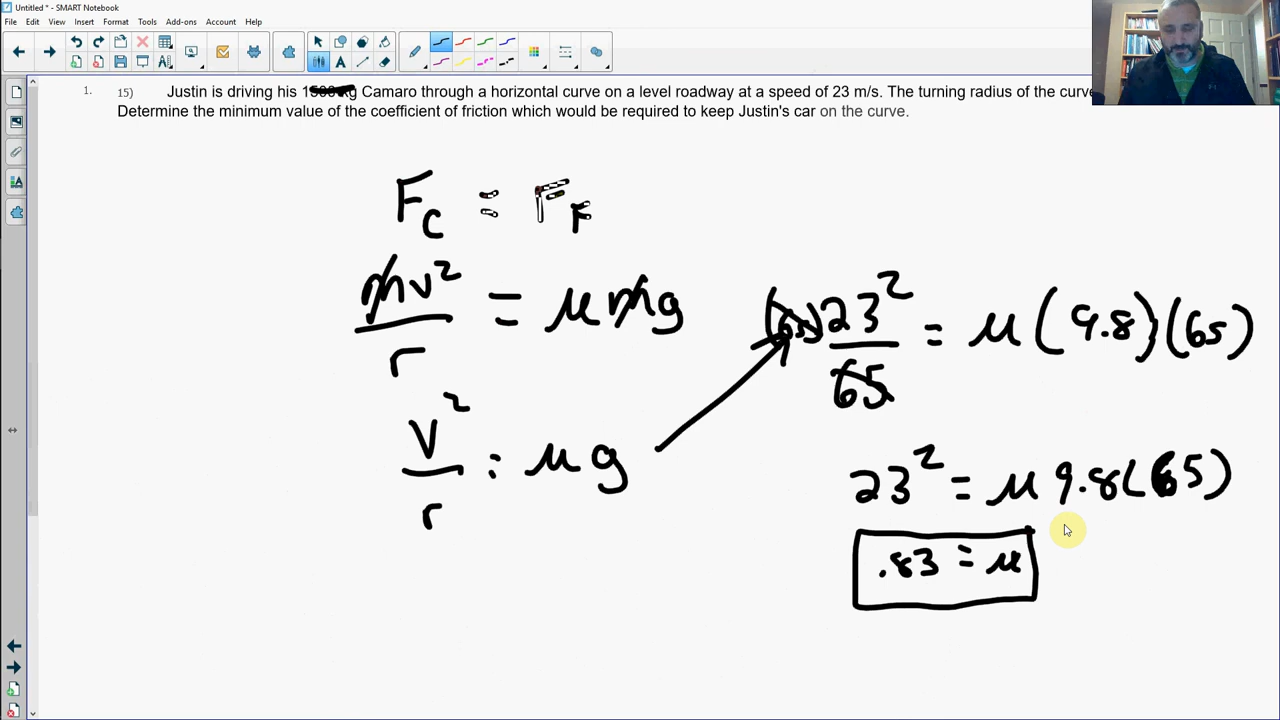 Untitled * - SMART Notebook
File Edit View Insert Format Tools Add-ons Account Help
1. 15) Justin is driving his Camaro through a horizontal curve on a level roadway at a speed of 23 m/s. The turning radius of the curve
Determine the minimum value of the coefficient of friction which would be required to keep Justin's car on the curve.
Fc = FF
mv²/r = μmg
v²/r = μg
(65)23²/65 = μ(9.8)(65)
23² = μ9.8(65)
.83 = μ